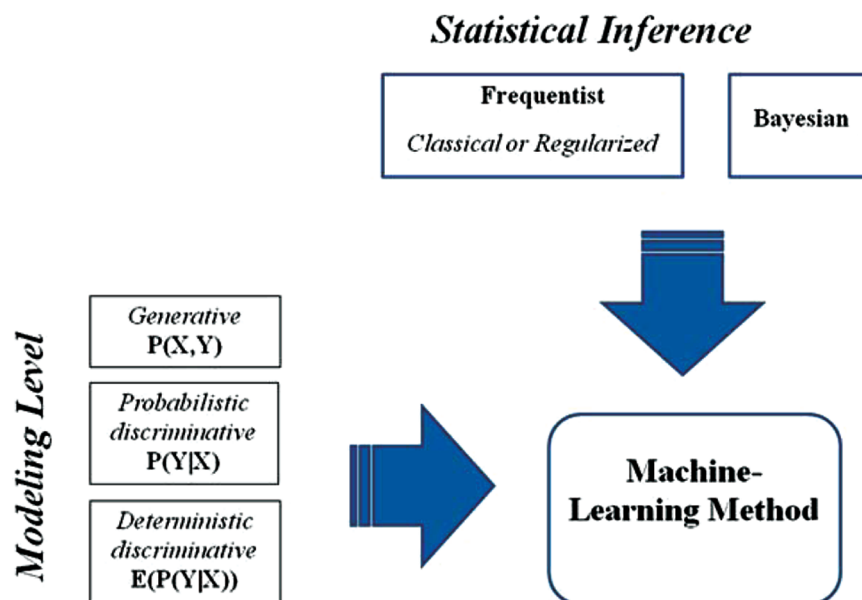 Statistical Inference
Frequentist
Classical or Regularized
Bayesian
Modeling Level
Generative
P(X,Y)
Probabilistic
discriminative
P(Y|X)
Deterministic
discriminative
E(P(Y|X))
Machine-
Learning Method